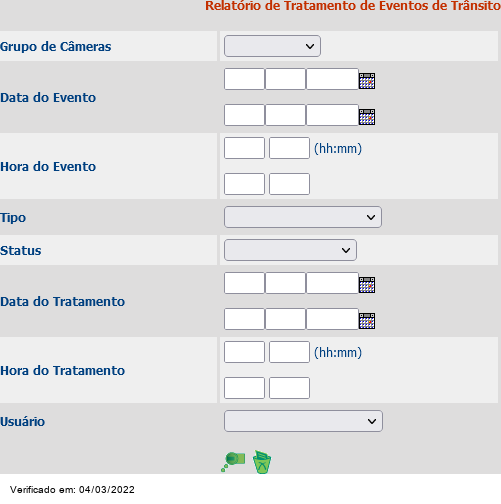 Relatório de Tratamento de Eventos de Trânsito
Grupo de Câmeras
Data do Evento
Hora do Evento
(hh:mm)
Tipo
Status
Data do Tratamento
Hora do Tratamento
(hh:mm)
Usuário
Verificado em: 04/03/2022